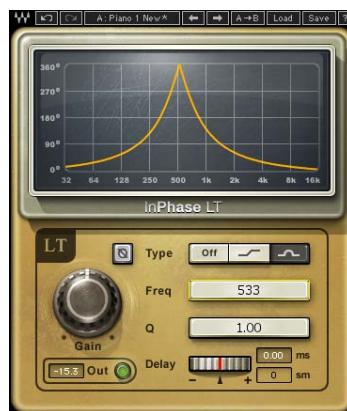 A: Piano 1 New* A→B Load Save ?
360°
270°
180°
90°
0°
32 64 128 250 500 1k 2k 4k 8k 16k
InPhase LT
LT Ø Type Off
Freq 533
Q 1.00
Gain
-15.3 Out Delay 0.00 ms
- + 0 sm